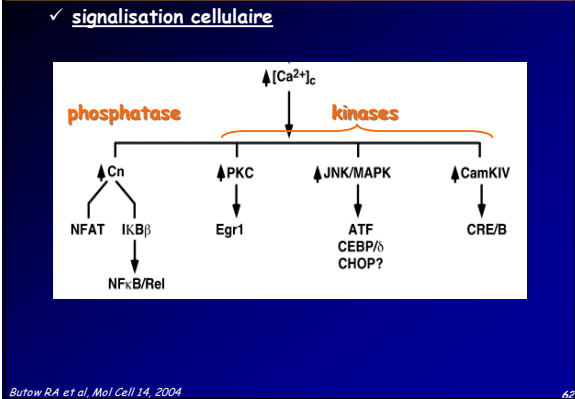 ✓ signalisation cellulaire
[Ca²⁺]c
phosphatase kinases
Cn PKC JNK/MAPK CamKIV
NFAT IKBβ Egr1 ATF CRE/B
CEBP/δ
CHOP?
NFκB/Rel
Butow RA et al, Mol Cell 14, 2004 62